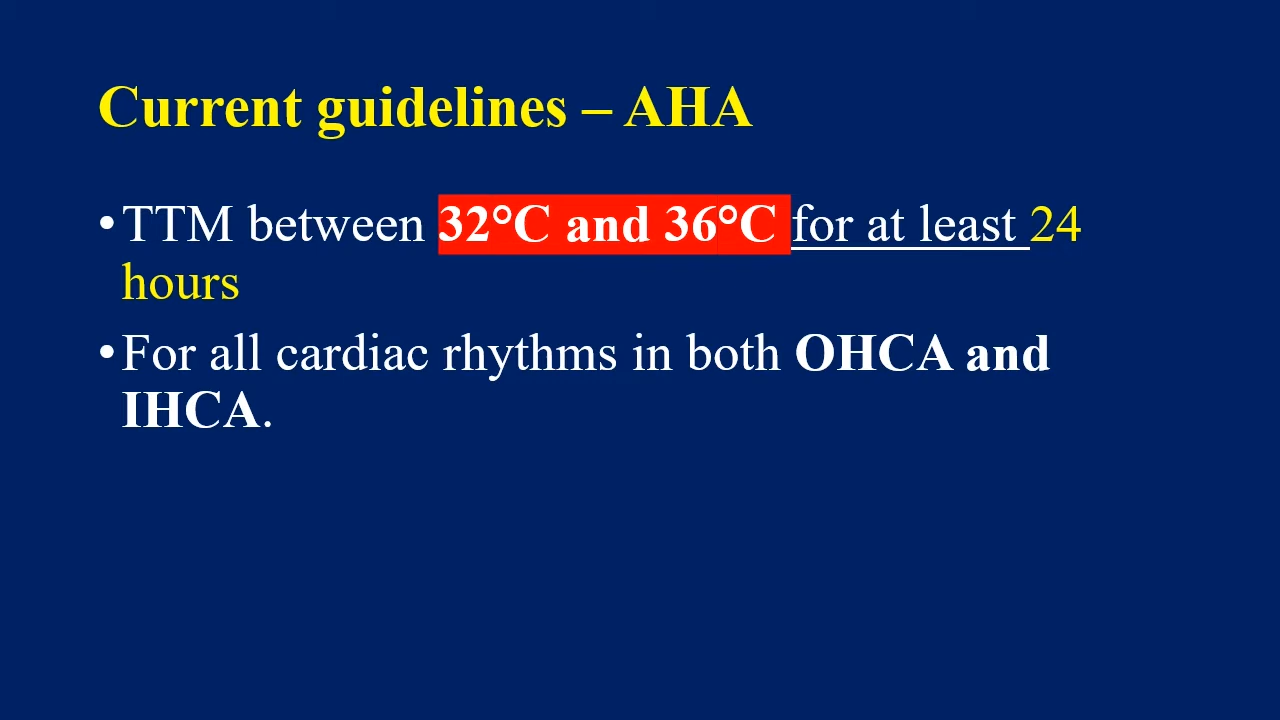 Current guidelines – AHA
•TTM between 32°C and 36°C for at least 24
hours
•For all cardiac rhythms in both OHCA and
IHCA.